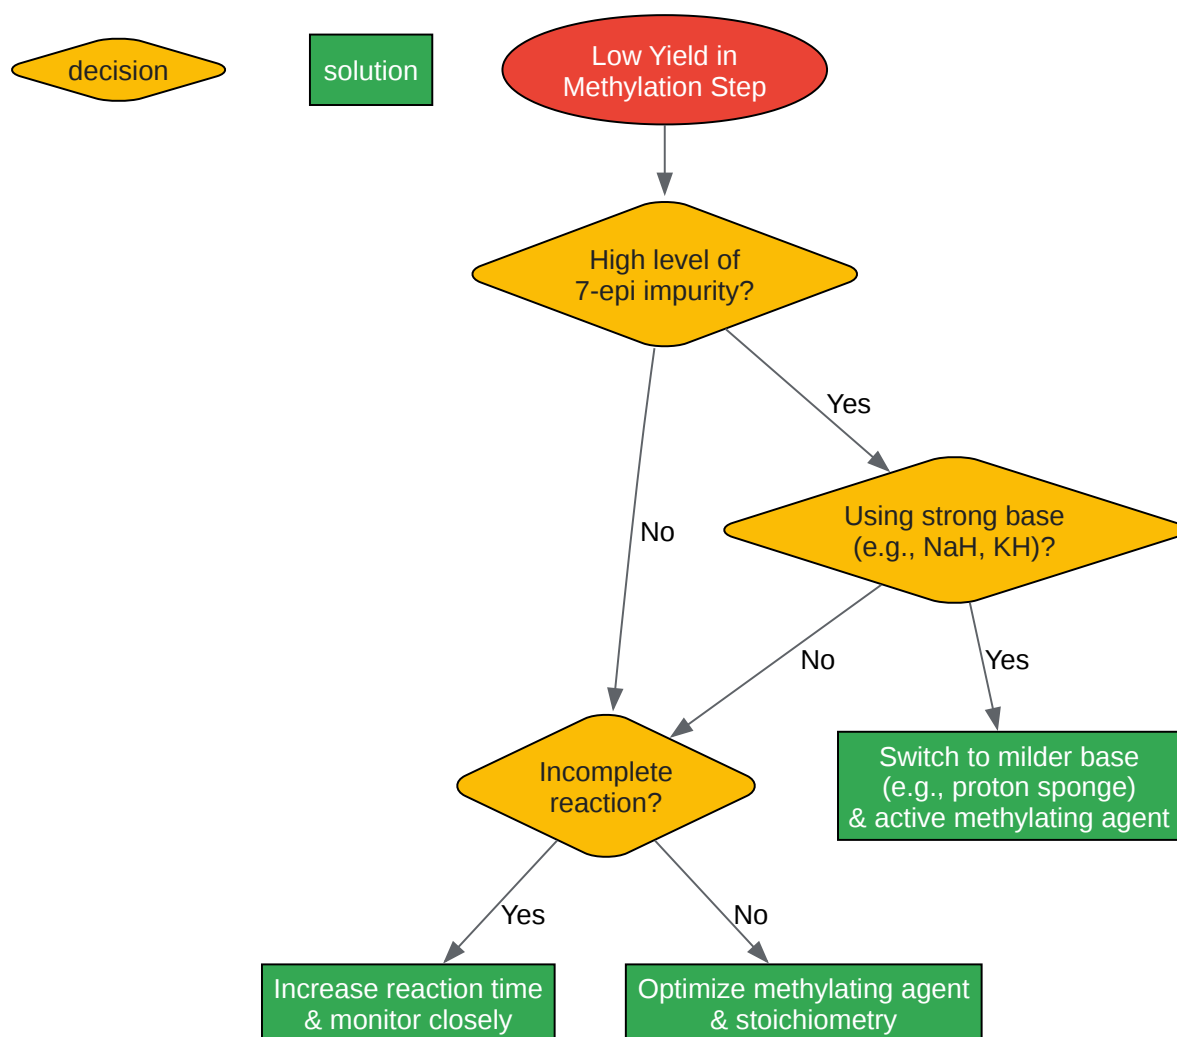 decision
solution
Low Yield in
Methylation Step
High level of
7-epi impurity?
Yes
Using strong base
(e.g., NaH, KH)?
No
No
Yes
Switch to milder base
(e.g., proton sponge)
& active methylating agent
Incomplete
reaction?
Yes
No
Increase reaction time
& monitor closely
Optimize methylating agent
& stoichiometry